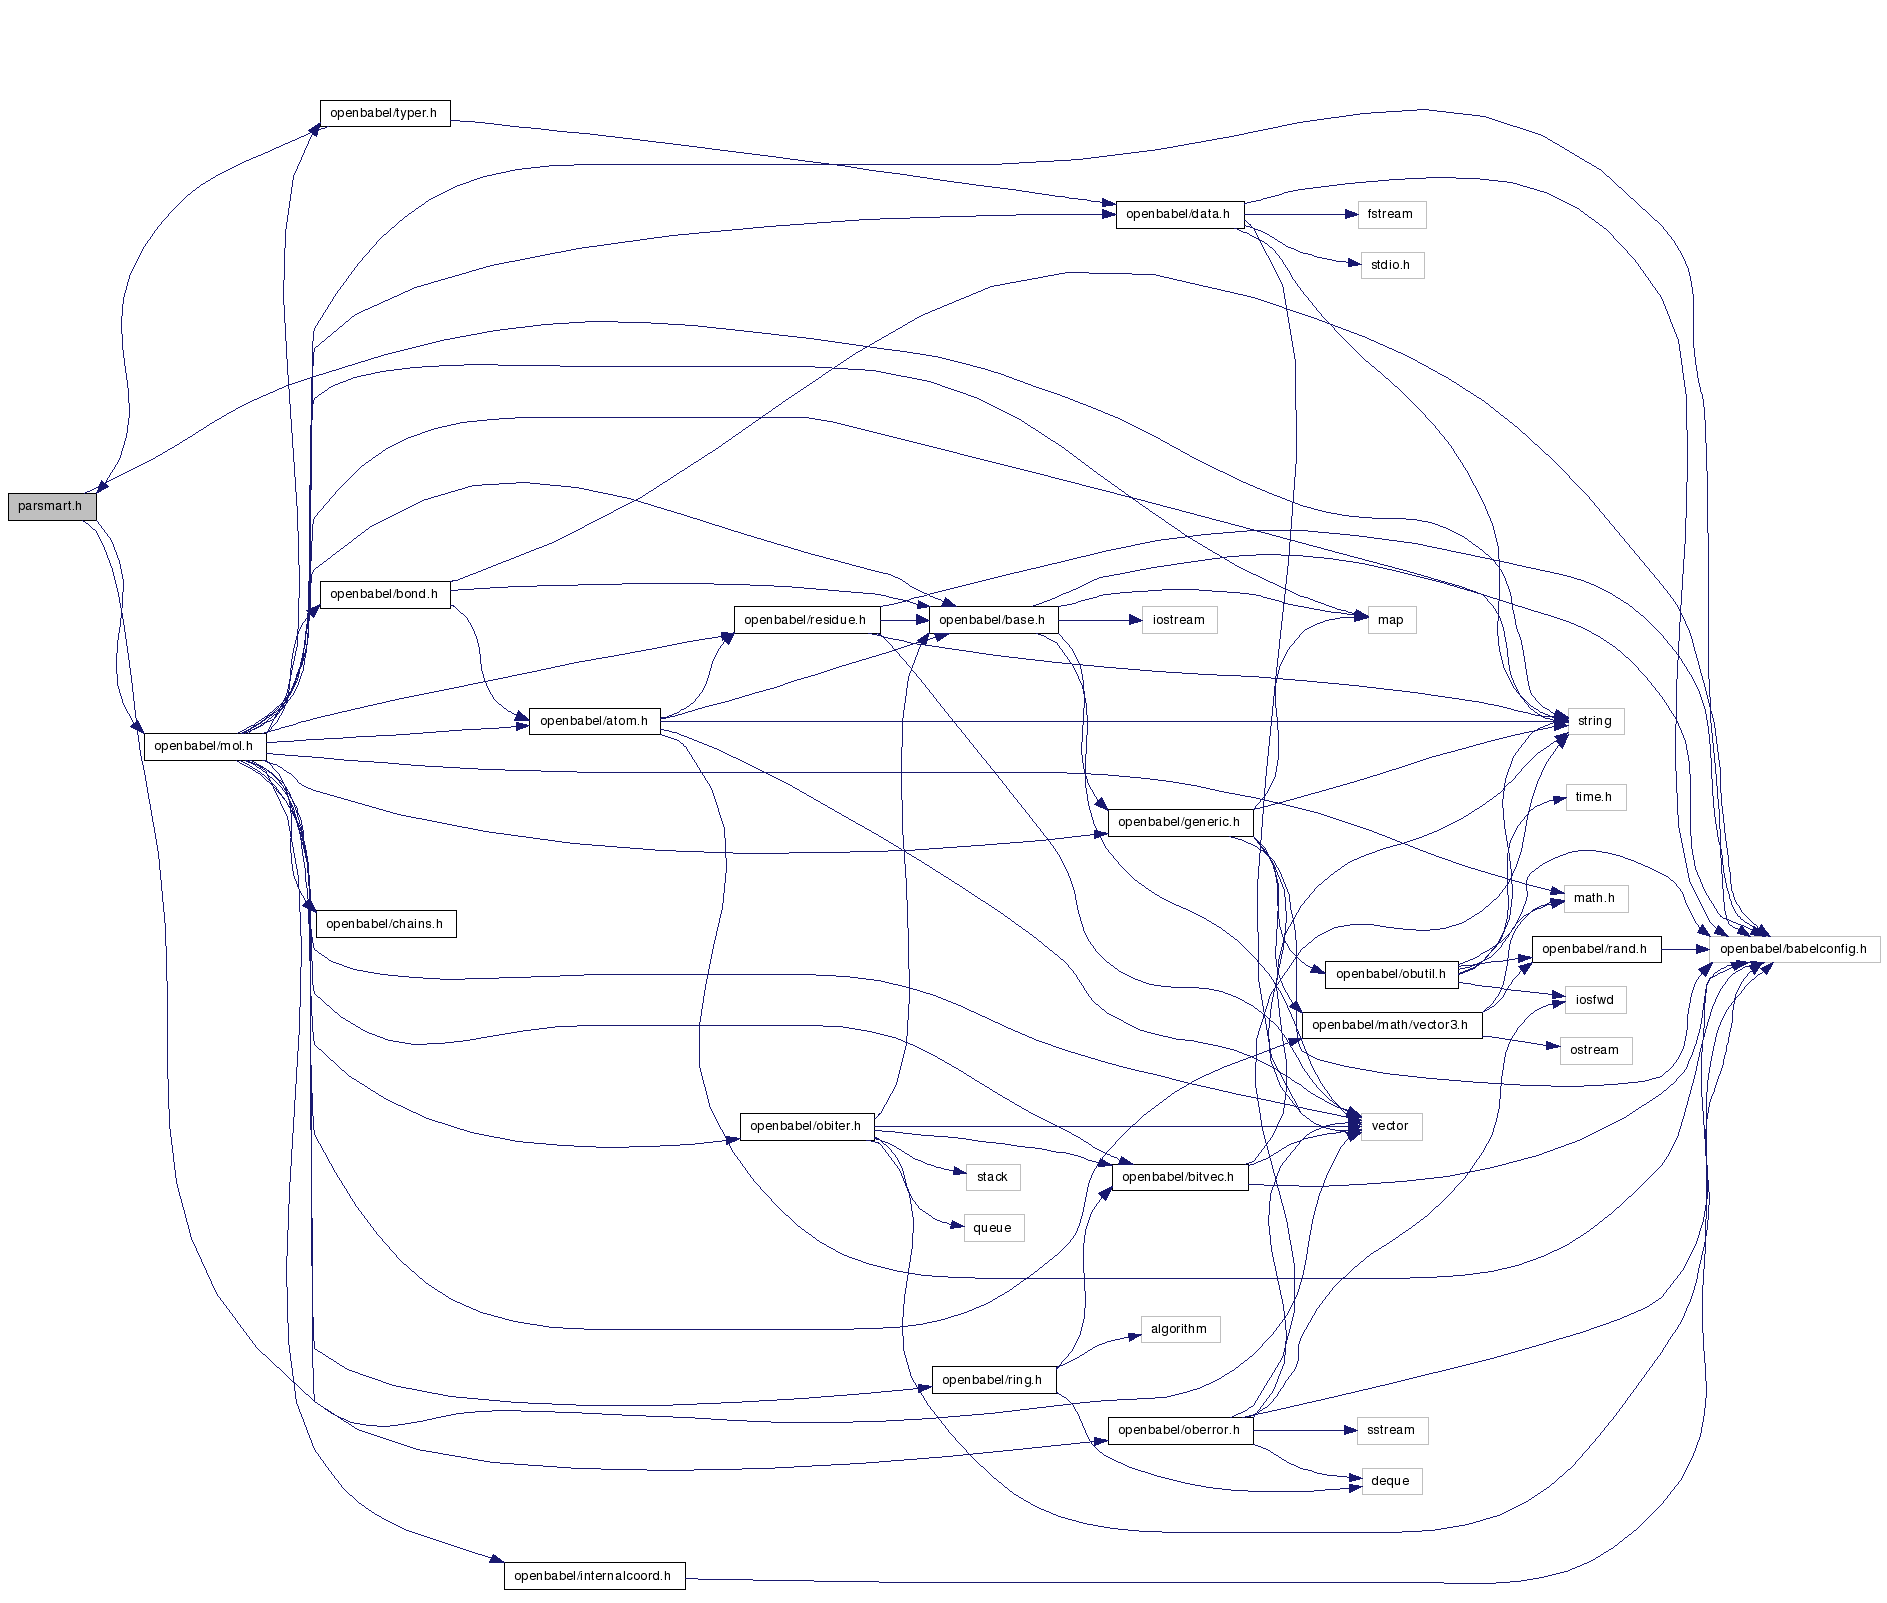 openbabel/typer.h
openbabel/data.h
fstream
stdio.h
parsmart.h
openbabel/bond.h
openbabel/residue.h
openbabel/base.h
iostream
map
openbabel/mol.h
openbabel/atom.h
string
time.h
openbabel/generic.h
math.h
openbabel/chains.h
openbabel/rand.h
openbabel/babelconfig.h
openbabel/obutil.h
iosfwd
openbabel/math/vector3.h
ostream
openbabel/obiter.h
vector
stack
openbabel/bitvec.h
queue
algorithm
openbabel/ring.h
openbabel/oberror.h
sstream
deque
openbabel/internalcoord.h